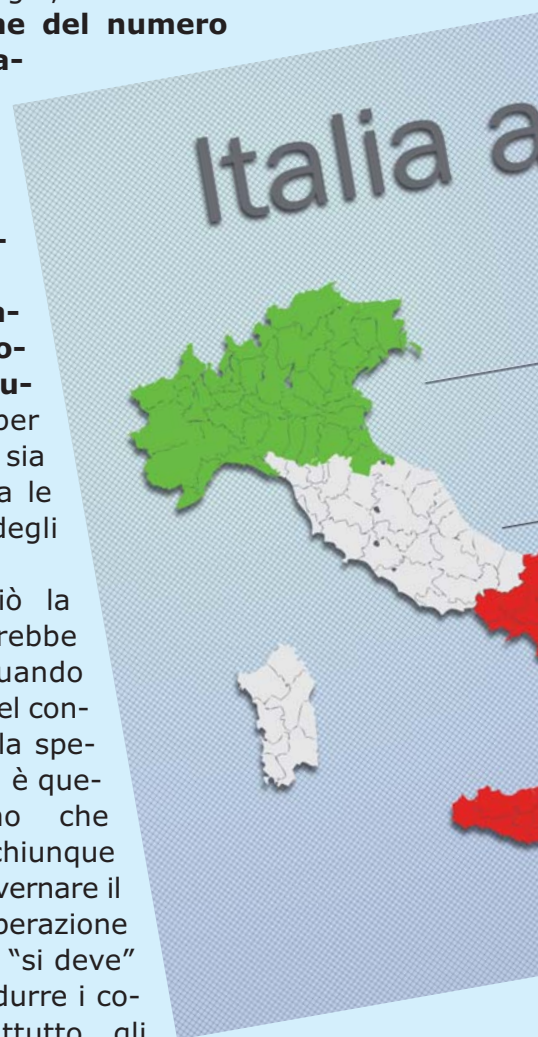 ne del numero
a-
-
n-
o-
u-
per
sia
a le
degli
iò la
rebbe
uando
el con-
la spe-
è que-
no che
chiunque
vernare il
perazione
"si deve"
durre i co-
ttutto gli
Italia a